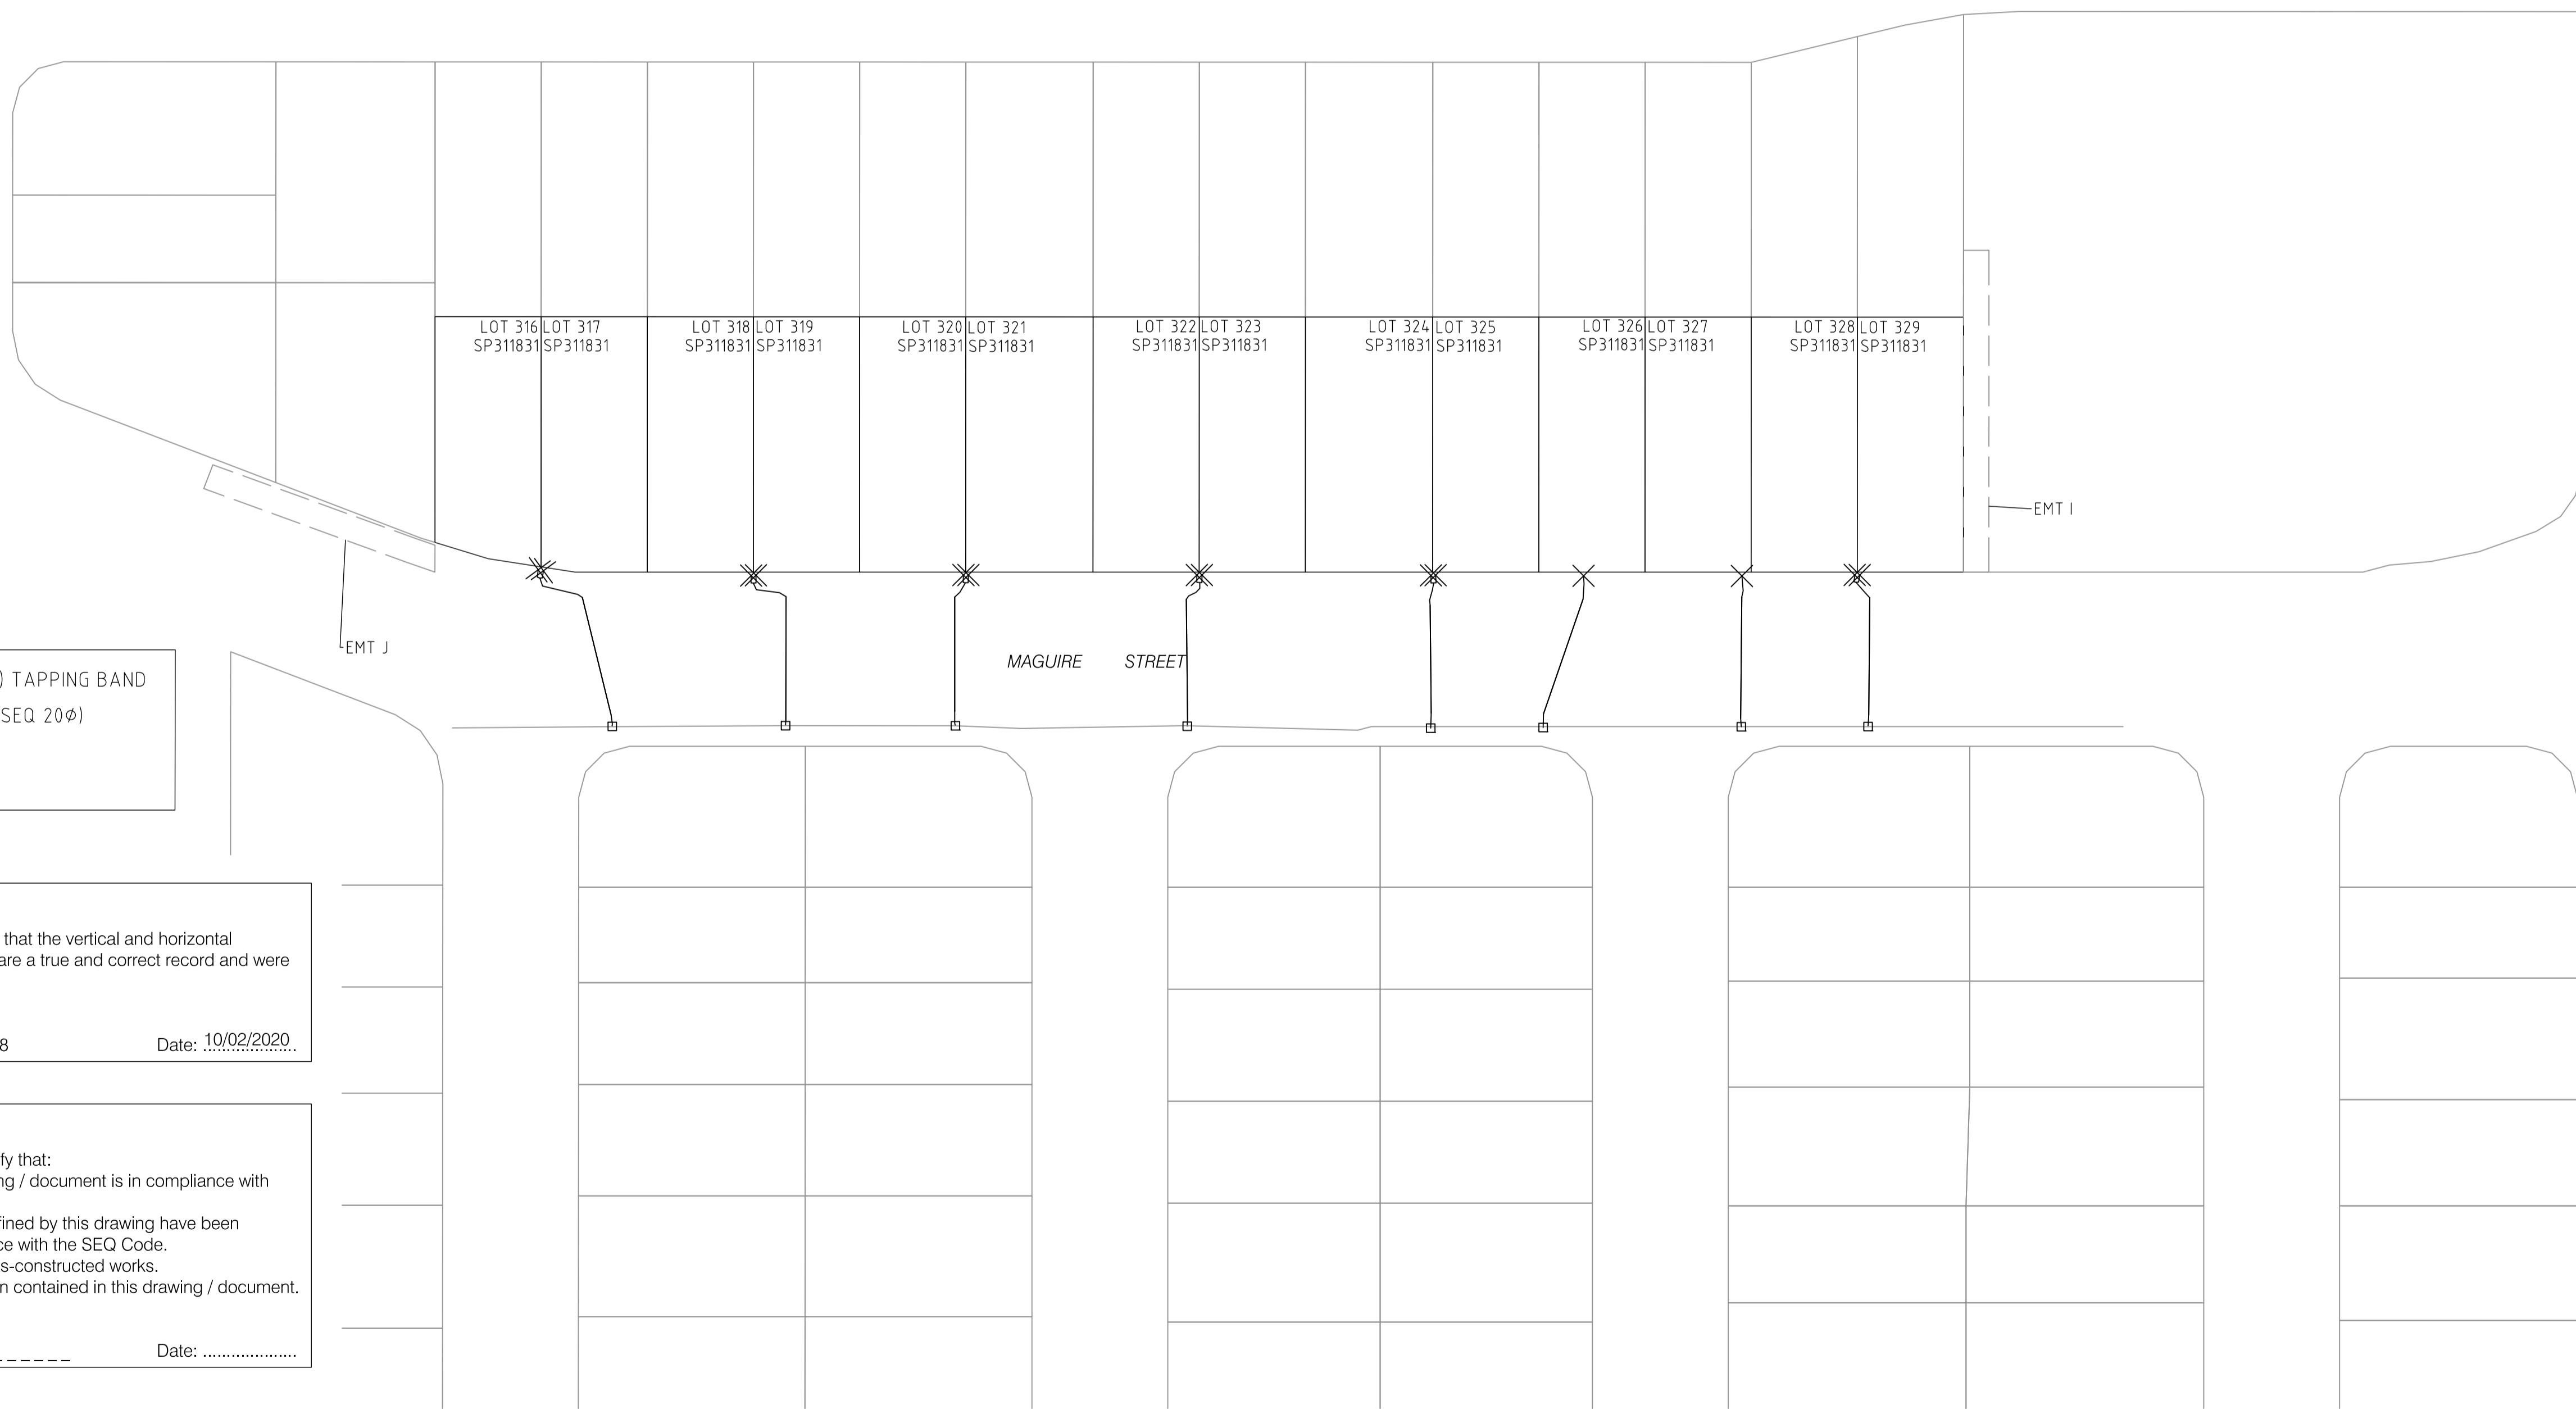 LOT 316 LOT 317
SP311831 SP311831
LOT 318 LOT 319
SP311831 SP311831
LOT 320 LOT 321
SP311831 SP311831
LOT 322 LOT 323
SP311831 SP311831
LOT 324 LOT 325
SP311831 SP311831
LOT 326 LOT 327
SP311831 SP311831
LOT 328 LOT 329
SP311831 SP311831
EMT I
EMT J
MAGUIRE STREET
) TAPPING BAND
SEQ 20Ø)
that the vertical and horizontal
are a true and correct record and were
8 Date: 10/02/2020
fy that:
ng / document is in compliance with
fined by this drawing have been
ce with the SEQ Code.
s-constructed works.
n contained in this drawing / document.
Date: ....................